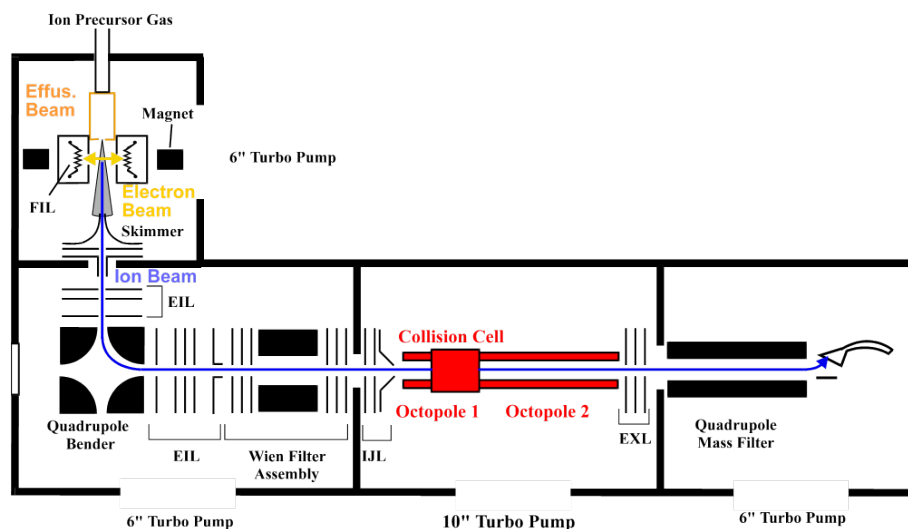 Ion Precursor Gas
Effus.
Beam
Magnet
6" Turbo Pump
FIL
Electron
Beam
Skimmer
Ion Beam
EIL
Collision Cell
Octopole 1
Octopole 2
Quadrupole
Bender
EIL
Wien Filter
Assembly
IJL
EXL
Quadrupole
Mass Filter
6" Turbo Pump
10" Turbo Pump
6" Turbo Pump